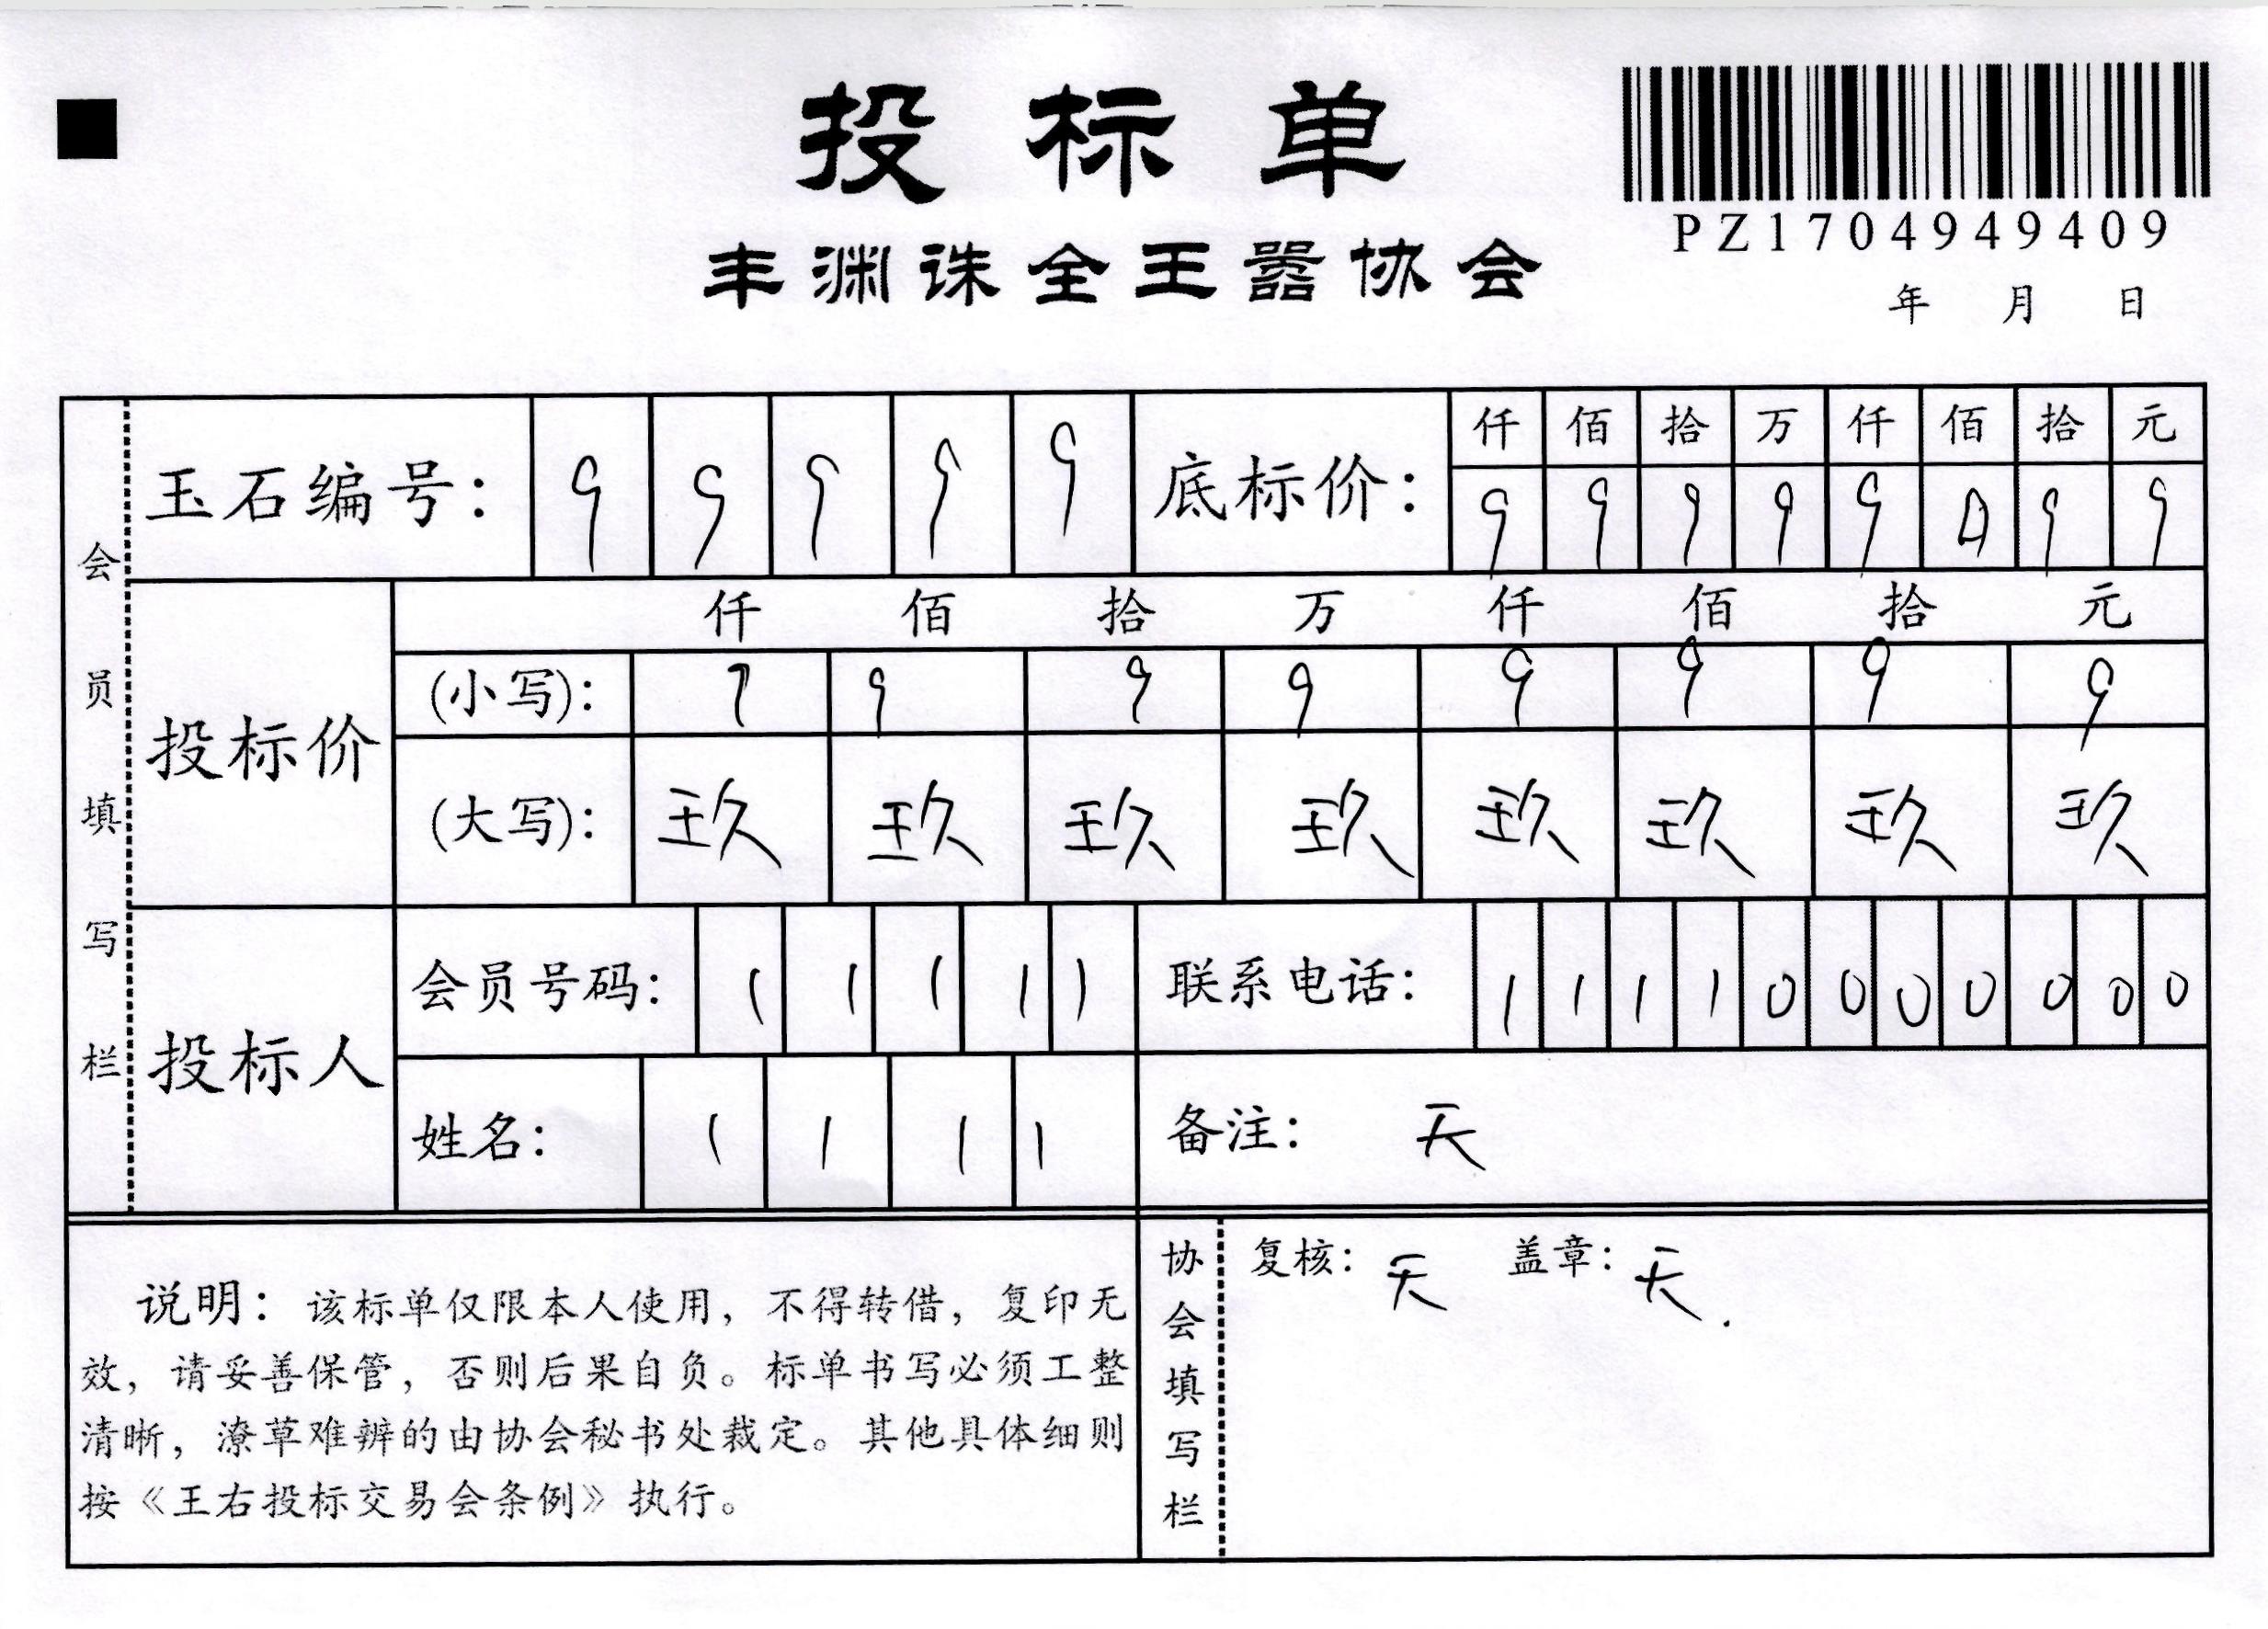 投标单
PZ1704949409
丰渊诛全王嚣协会
年 月 日
会员填写栏
玉石编号: 9 9 9 9 9
底标价: 仟 佰 拾 万 仟 佰 拾 元
9 9 9 9 9 9 9 9
投标价
仟 佰 拾 万 仟 佰 拾 元
(小写): 9 9 9 9 9 9 9 9
(大写): 玖 玖 玖 玖 玖 玖 玖 玖
投标人
会员号码: 1 1 1 1 1
联系电话: 1 1 1 1 0 0 0 0 0 0 0
姓名: 1 1 1 1
备注: 天
说明: 该标单仅限本人使用, 不得转借, 复印无
效, 请妥善保管, 否则后果自负。标单书写必须工整
清晰, 潦草难辨的由协会秘书处裁定。其他具体细则
按《王右投标交易会条例》执行。
协会填写栏
复核: 天 盖章: 天.